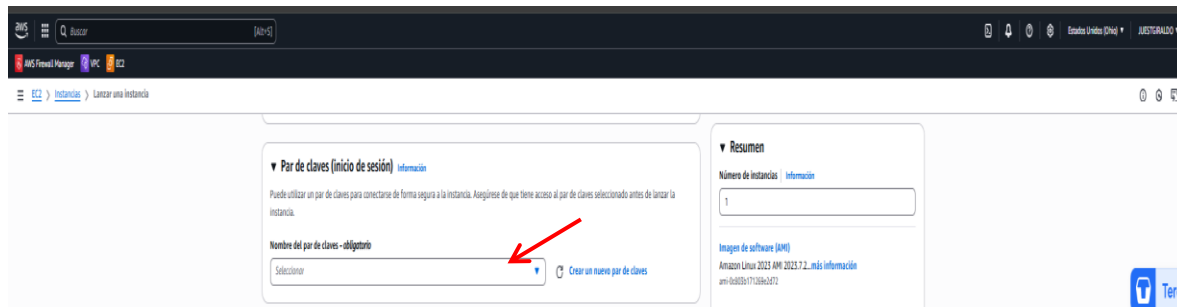 aws
Buscar
[Alt+S]
Estados Unidos (Ohio)
JUESTGIRALDO
AWS Firewall Manager VPC EC2
EC2 > Instancias > Lanzar una instancia
Par de claves (inicio de sesión) Información
Puede utilizar un par de claves para conectarse de forma segura a la instancia. Asegúrese de que tiene acceso al par de claves seleccionado antes de lanzar la
instancia.
Nombre del par de claves - obligatorio
Seleccionar
Crear un nuevo par de claves
Resumen
Número de instancias Información
1
Imagen de software (AMI)
Amazon Linux 2023 AMI 2023.7.2...más información
Ter